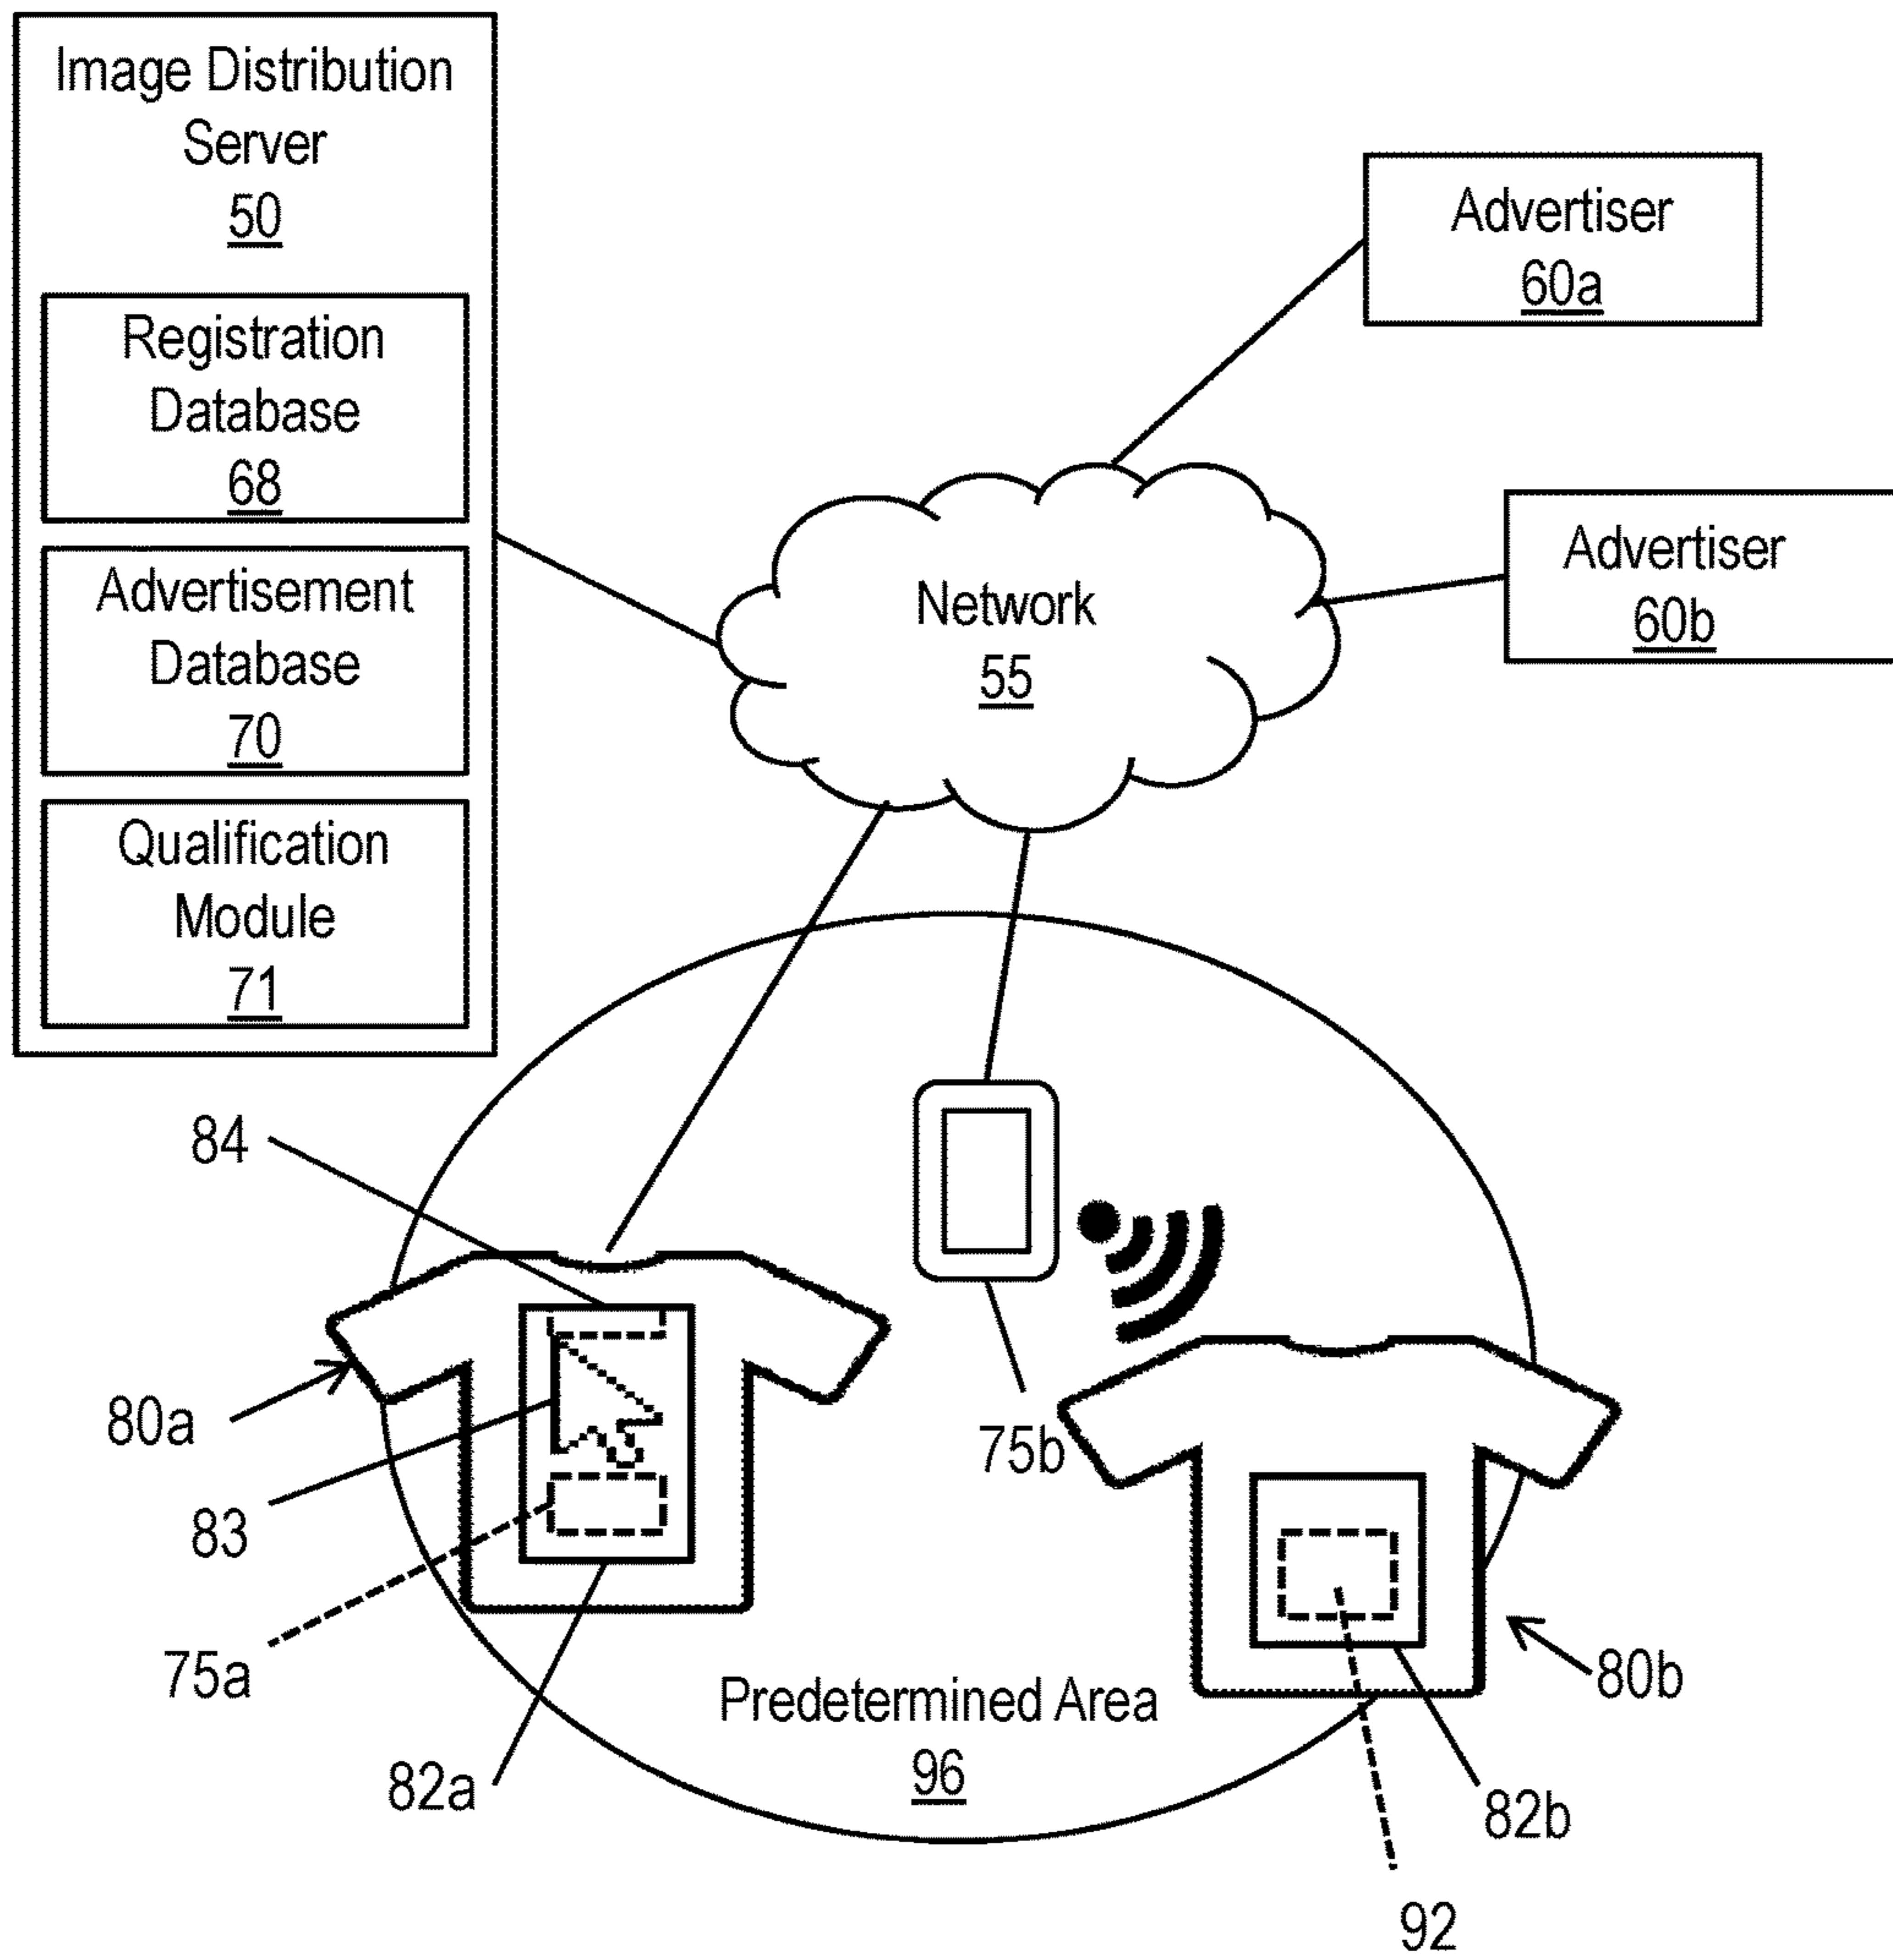 Image Distribution
Server
50
Registration
Database
68
Advertisement
Database
70
Qualification
Module
71
Advertiser
60a
Advertiser
60b
Network
55
84
80a
83
75a
82a
75b
Predetermined Area
96
80b
82b
92